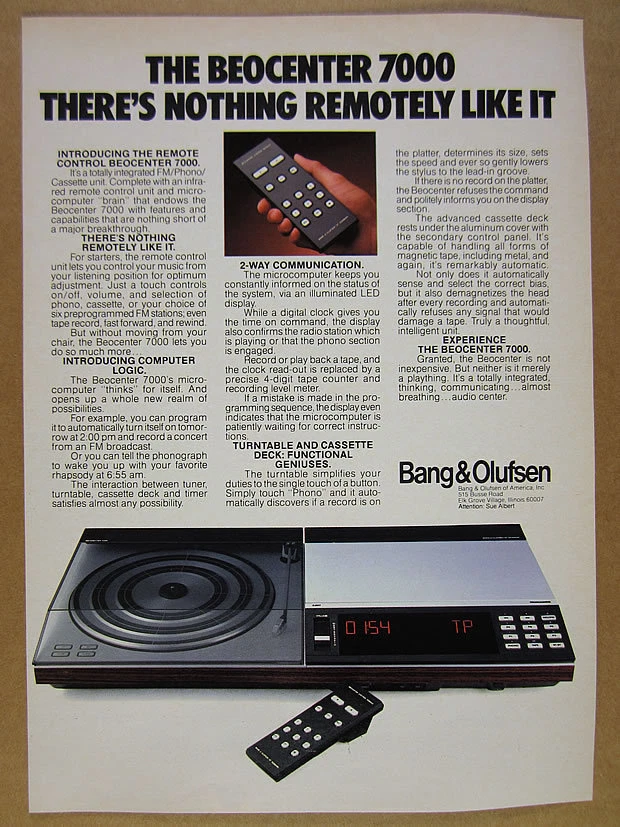 THE BEOCENTER 7000
THERE'S NOTHING REMOTELY LIKE IT
INTRODUCING THE REMOTE
CONTROL BEOCENTER 7000.
It's a totally integrated FM/Phono/
Cassette unit. Complete with an infra-
red remote control unit and micro-
computer "brain" that endows the
Beocenter 7000 with features and
capabilities that are nothing short of
a major breakthrough.
THERE'S NOTHING
REMOTELY LIKE IT.
For starters, the remote control
unit lets you control your music from
your listening position for optimum
adjustment. Just a touch controls
on/off, volume, and selection of
phono, cassette, or your choice of
six preprogrammed FM stations; even
tape record, fast forward, and rewind.
But without moving from your
chair, the Beocenter 7000 lets you
do so much more...
INTRODUCING COMPUTER
LOGIC.
The Beocenter 7000's micro-
computer "thinks" for itself. And
opens up a whole new realm of
possibilities.
For example, you can program
it to automatically turn itself on tomor-
row at 2:00 pm and record a concert
from an FM broadcast.
Or you can tell the phonograph
to wake you up with your favorite
rhapsody at 6:55 am.
The interaction between tuner,
turntable, cassette deck and timer
satisfies almost any possibility.
2-WAY COMMUNICATION.
The microcomputer keeps you
constantly informed on the status of
the system, via an illuminated LED
display.
While a digital clock gives you
the time on command, the display
also confirms the radio station which
is playing or that the phono section
is engaged.
Record or play back a tape, and
the clock read-out is replaced by a
precise 4-digit tape counter and
recording level meter.
If a mistake is made in the pro-
gramming sequence, the display even
indicates that the microcomputer is
patiently waiting for correct instruc-
tions.
TURNTABLE AND CASSETTE
DECK: FUNCTIONAL
GENIUSES.
The turntable simplifies your
duties to the single touch of a button.
Simply touch "Phono" and it auto-
matically discovers if a record is on
the platter, determines its size, sets
the speed and ever so gently lowers
the stylus to the lead-in groove.
If there is no record on the platter,
the Beocenter refuses the command
and politely informs you on the display
section.
The advanced cassette deck
rests under the aluminum cover with
the secondary control panel. It's
capable of handling all forms of
magnetic tape, including metal, and
again, it's remarkably automatic.
Not only does it automatically
sense and select the correct bias,
but it also demagnetizes the head
after every recording and automati-
cally refuses any signal that would
damage a tape. Truly a thoughtful,
intelligent unit.
EXPERIENCE
THE BEOCENTER 7000.
Granted, the Beocenter is not
inexpensive. But neither is it merely
a plaything. It's a totally integrated,
thinking, communicating...almost
breathing...audio center.
Bang & Olufsen
Bang & Olufsen of America, Inc
515 Busse Road
Elk Grove Village, Illinois 60007
Attention: Sue Albert
0154 TP